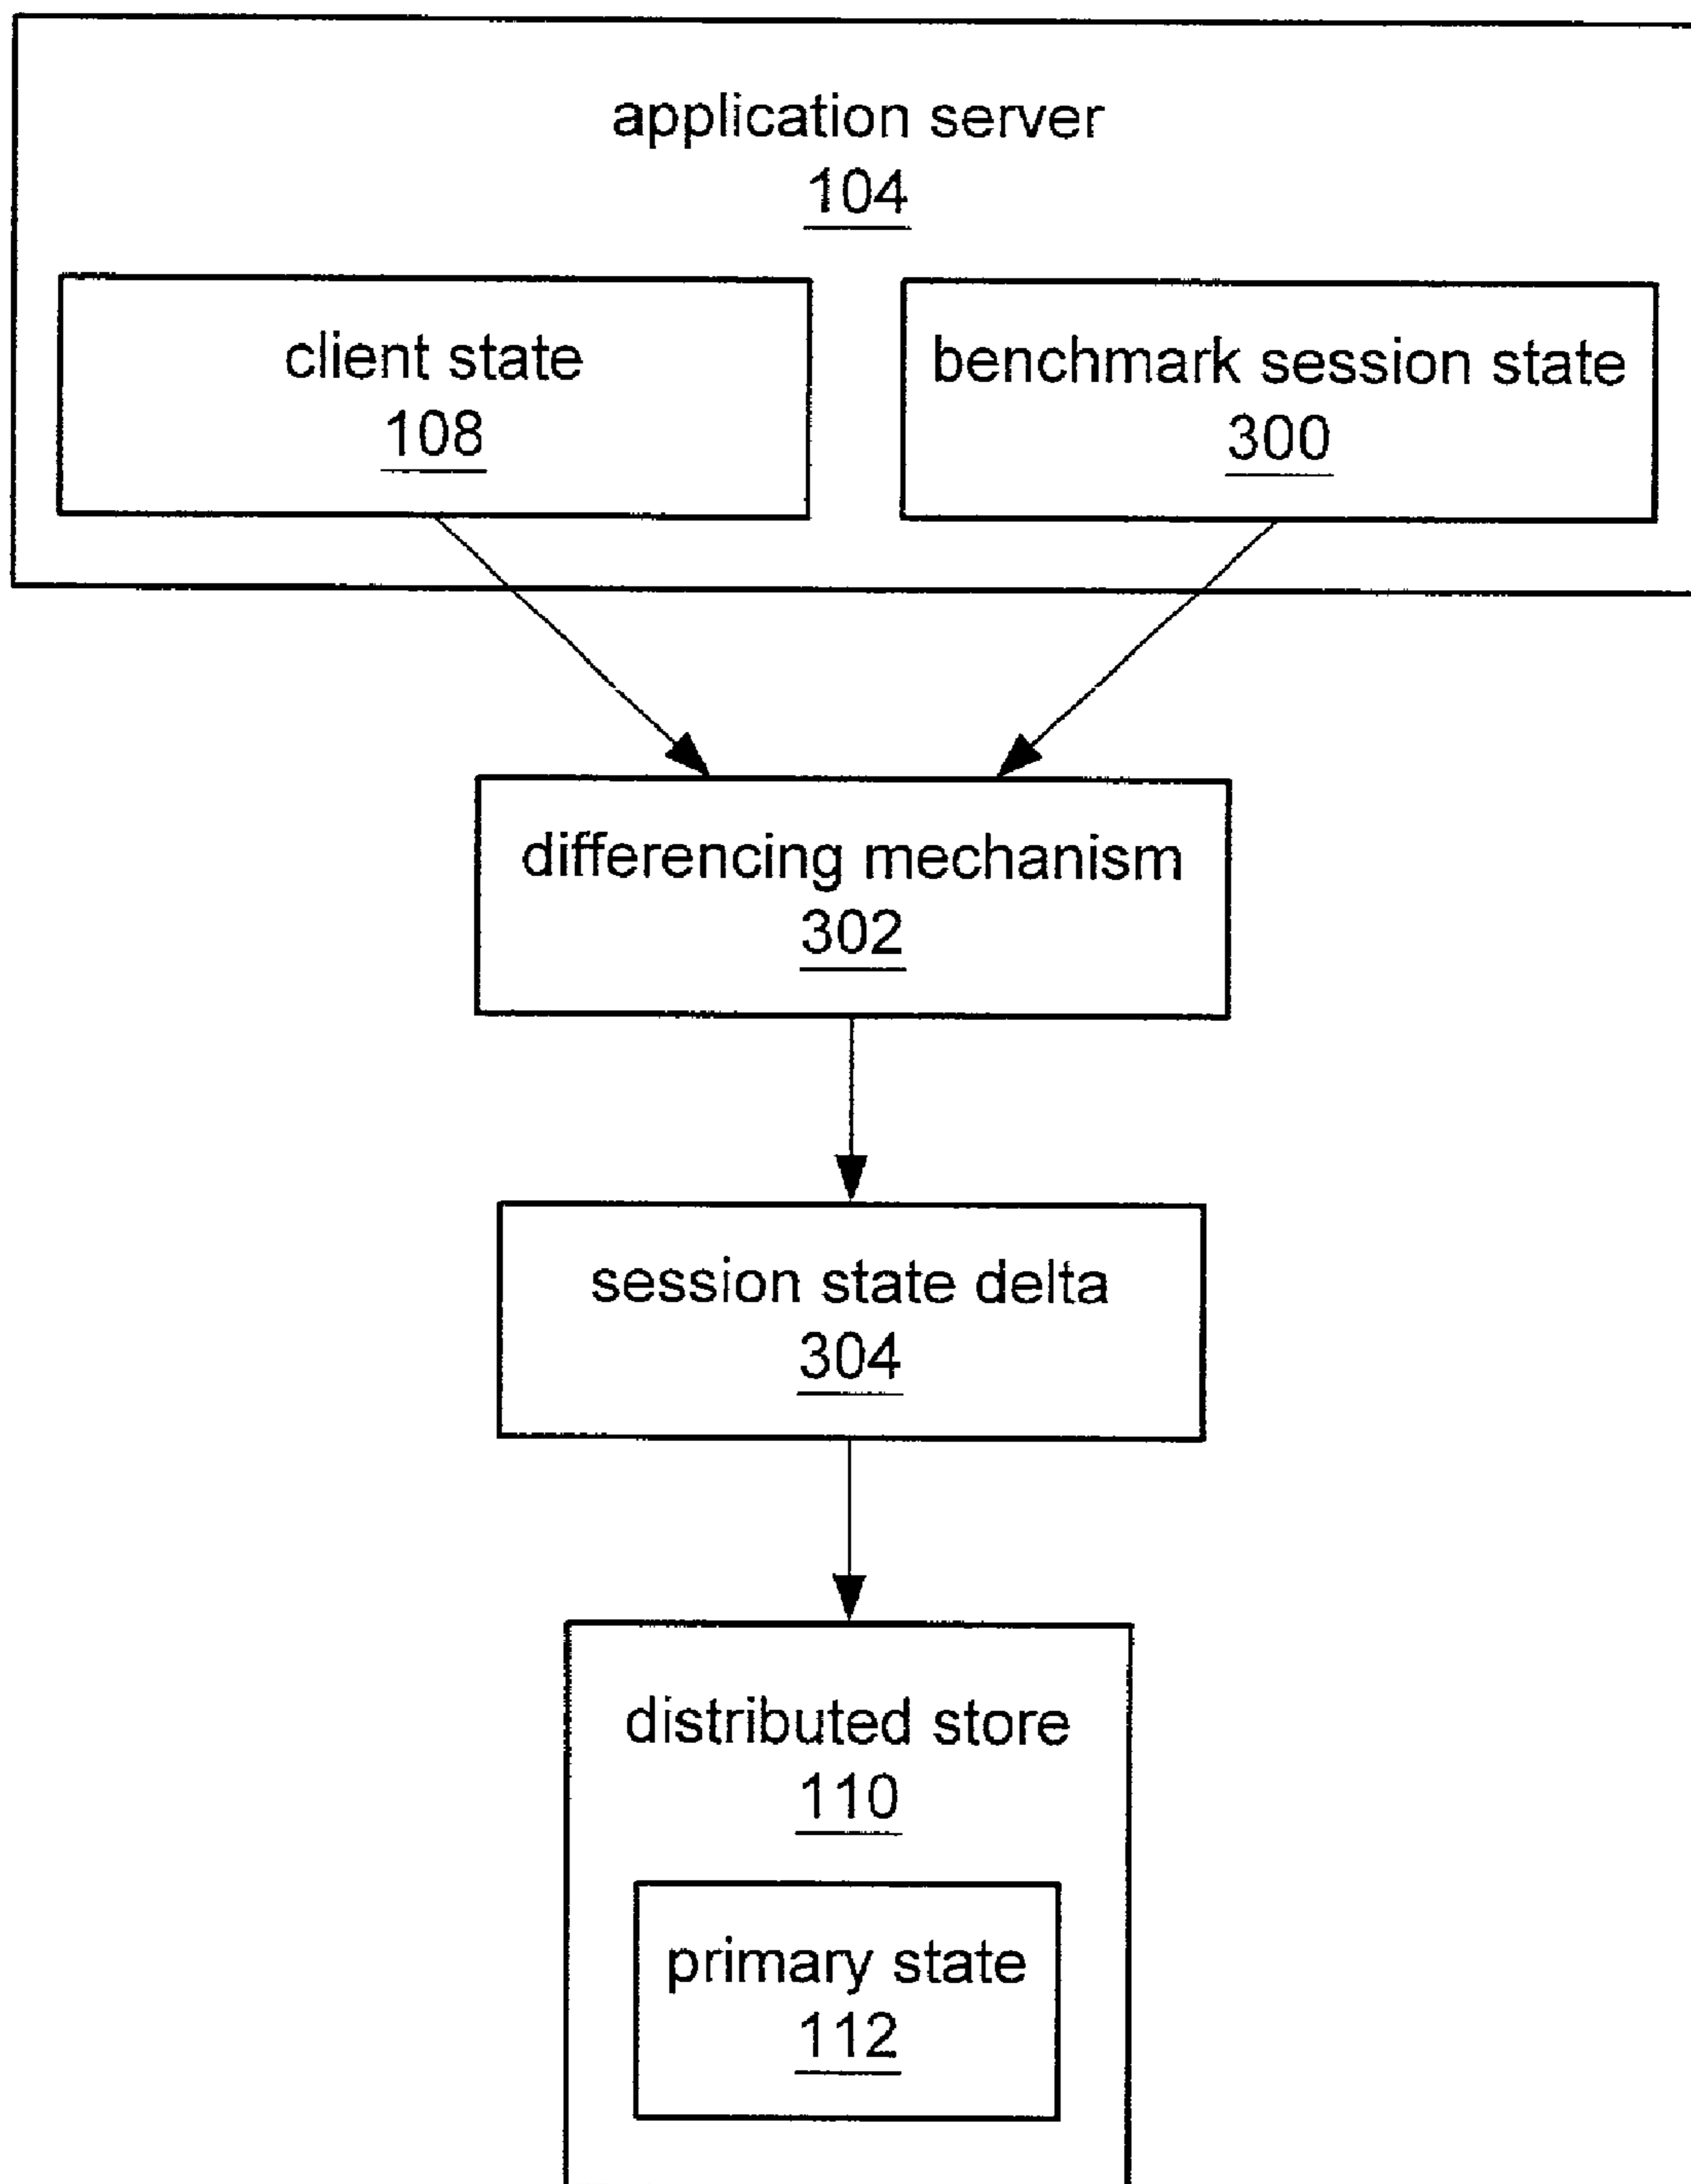 application server
104
client state
108
benchmark session state
300
differencing mechanism
302
session state delta
304
distributed store
110
primary state
112